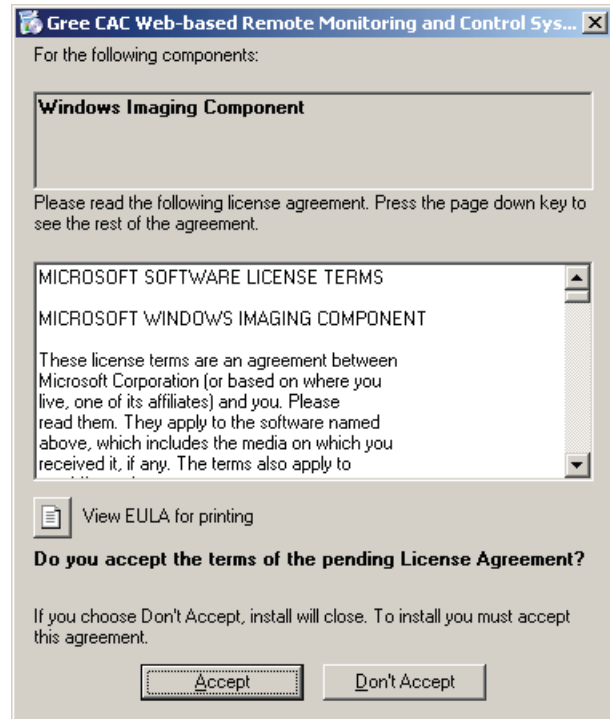 Gree CAC Web-based Remote Monitoring and Control Sys...
For the following components:
Windows Imaging Component
Please read the following license agreement. Press the page down key to
see the rest of the agreement.
MICROSOFT SOFTWARE LICENSE TERMS
MICROSOFT WINDOWS IMAGING COMPONENT
These license terms are an agreement between
Microsoft Corporation (or based on where you
live, one of its affiliates) and you. Please
read them. They apply to the software named
above, which includes the media on which you
received it, if any. The terms also apply to
View EULA for printing
Do you accept the terms of the pending License Agreement?
If you choose Don't Accept, install will close. To install you must accept
this agreement.
Accept
Don't Accept